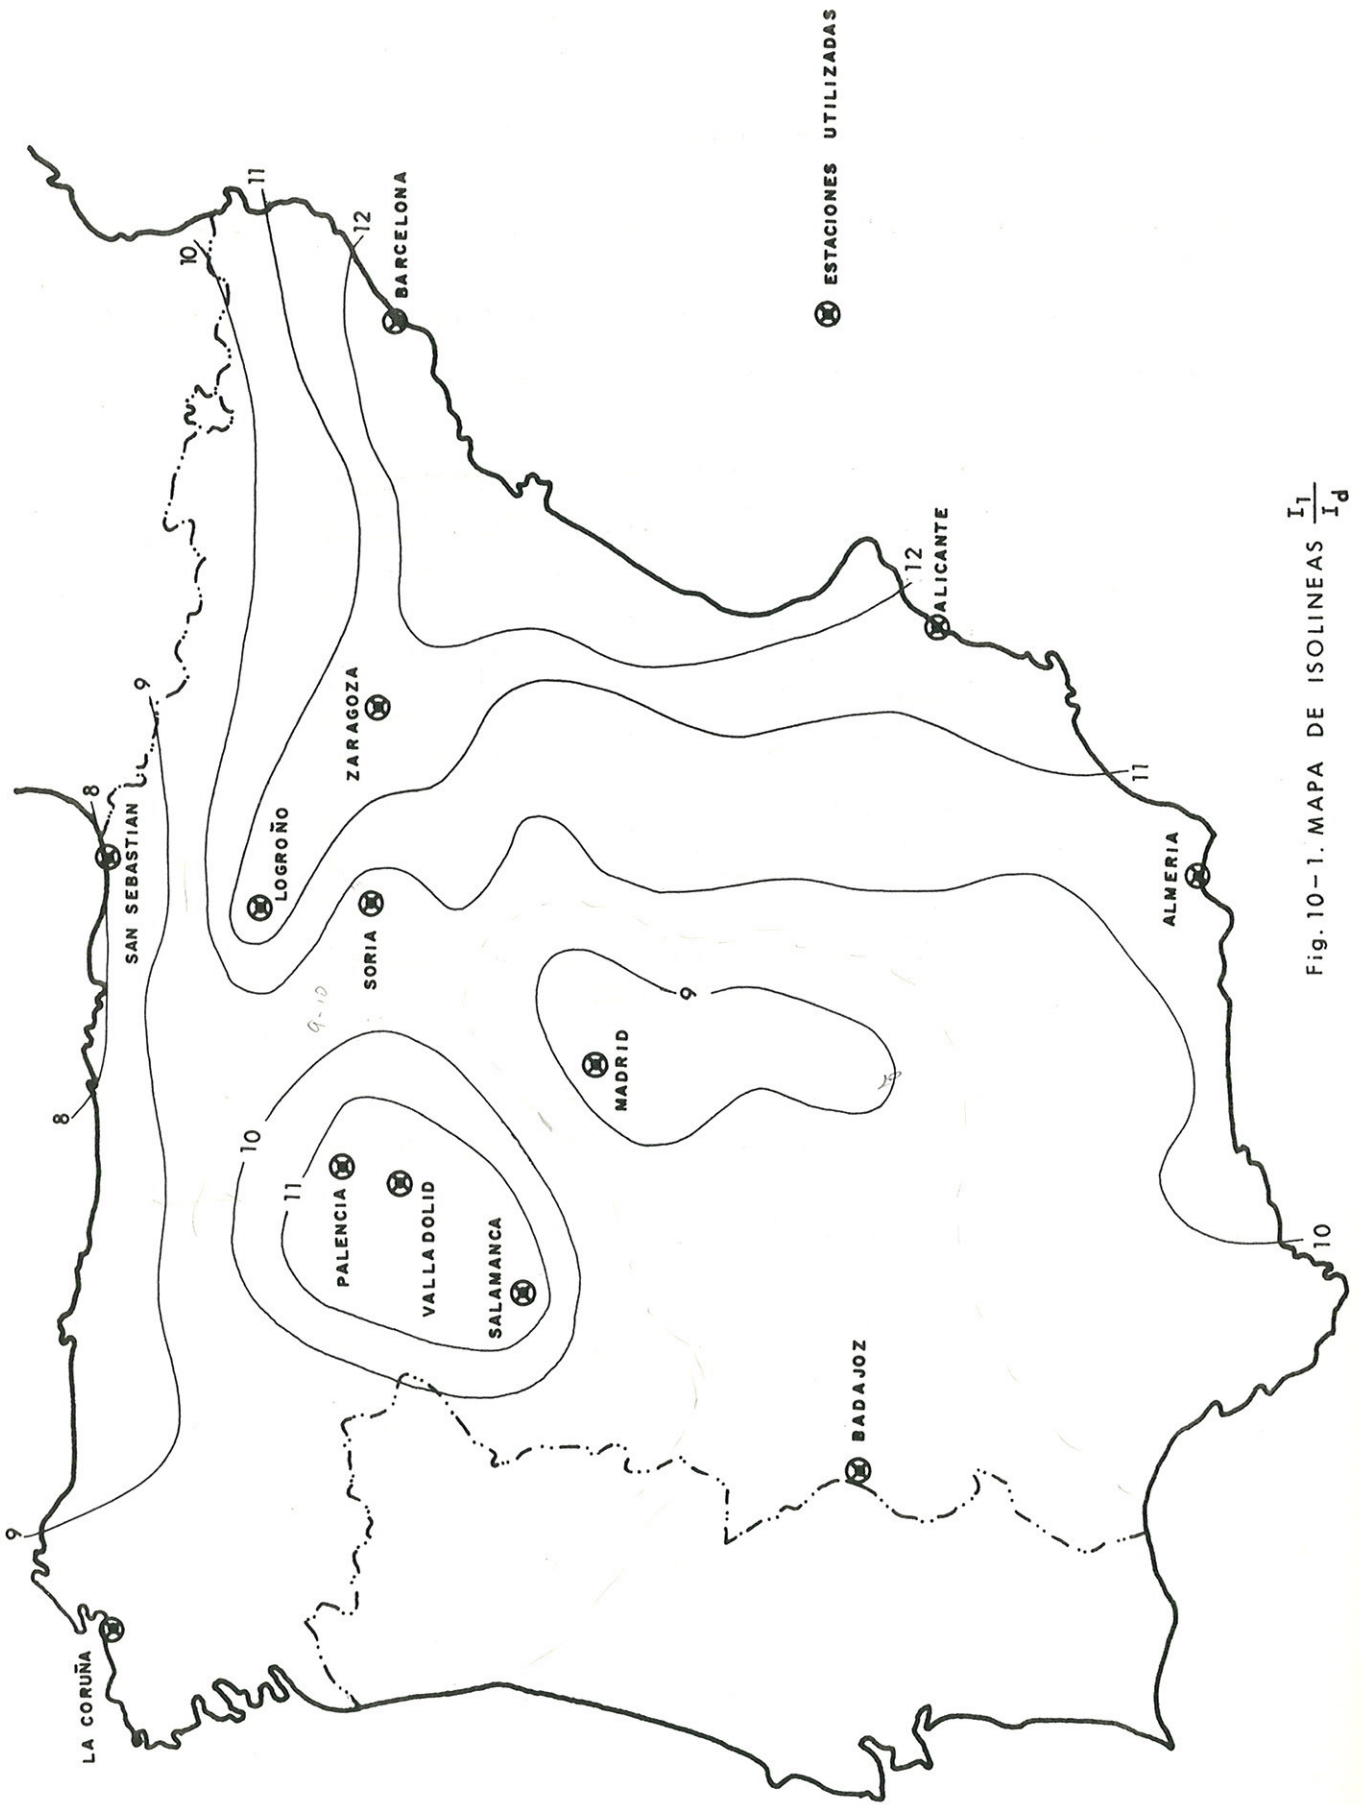 LA CORUÑA
9
8
SAN SEBASTIAN
8
9
10
11
12
BARCELONA
LOGROÑO
ZARAGOZA
SORIA
9-10
10
11
PALENCIA
VALLADOLID
SALAMANCA
MADRID
9
BADAJOZ
12
ALICANTE
11
ALMERIA
10
ESTACIONES UTILIZADAS
Fig. 10-1. MAPA DE ISOLINEAS I1/Id